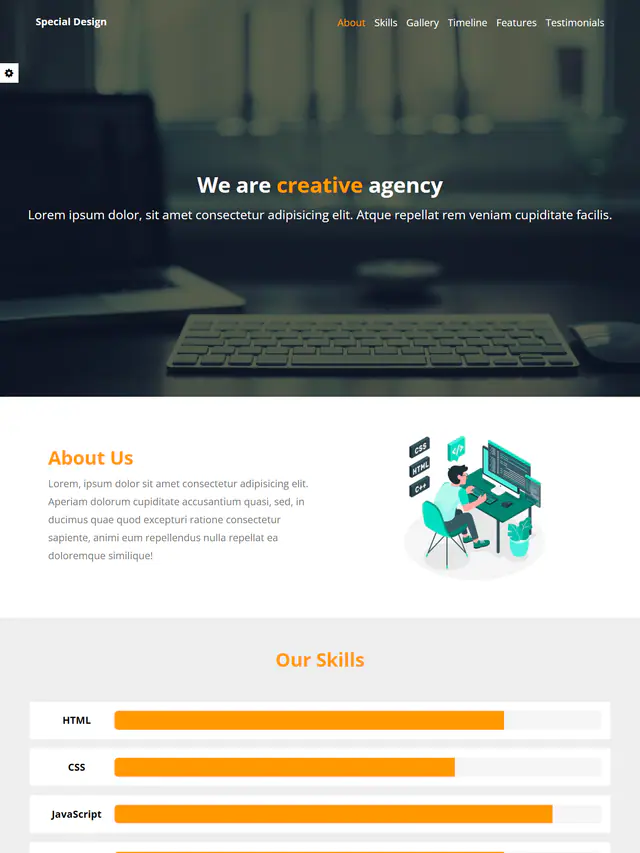 Special Design
About Skills Gallery Timeline Features Testimonials
We are creative agency
Lorem ipsum dolor, sit amet consectetur adipisicing elit. Atque repellat rem veniam cupiditate facilis.
About Us
Lorem, ipsum dolor sit amet consectetur adipisicing elit.
Aperiam dolorum cupiditate accusantium quasi, sed, in
ducimus quae quod excepturi ratione consectetur
sapiente, animi eum repellendus nulla repellat ea
doloremque similique!
CSS
</>
HTML
C++
Our Skills
HTML
CSS
JavaScript